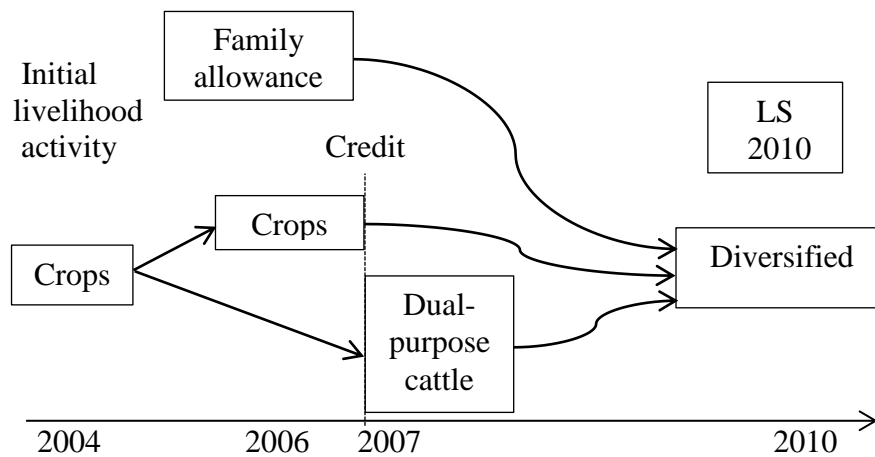 Family
allowance
Initial
livelihood
activity
LS
2010
Credit
Crops
Crops
Diversified
Dual-
purpose
cattle
2004
2006
2007
2010